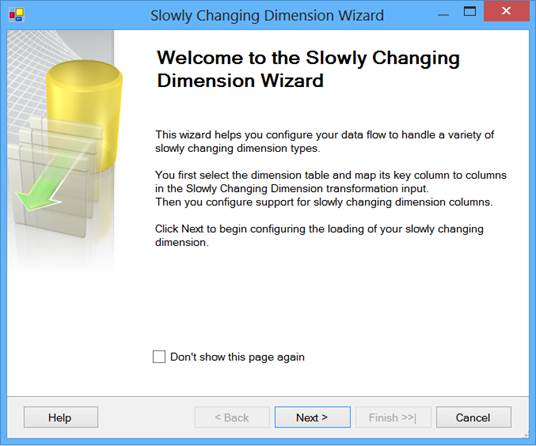 Slowly Changing Dimension Wizard
Welcome to the Slowly Changing
Dimension Wizard
This wizard helps you configure your data flow to handle a variety of
slowly changing dimension types.
You first select the dimension table and map its key column to columns
in the Slowly Changing Dimension transformation input.
Then you configure support for slowly changing dimension columns.
Click Next to begin configuring the loading of your slowly changing
dimension.
Don't show this page again
Help
< Back
Next >
Finish >>|
Cancel